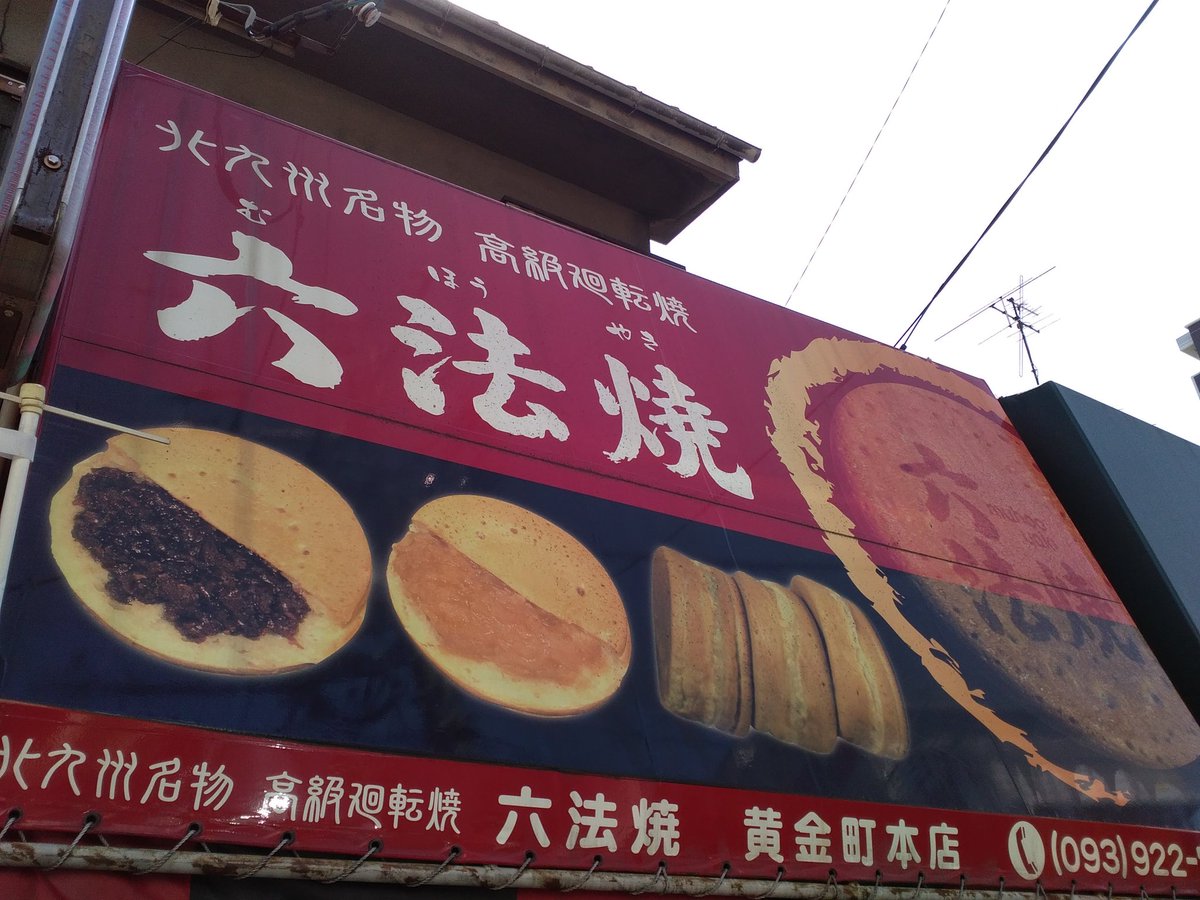 北九州名物 高級廻転焼
む ほう やき
六法焼
六
法
北九州名物 高級廻転焼 六法焼 黄金町本店 (093)922-